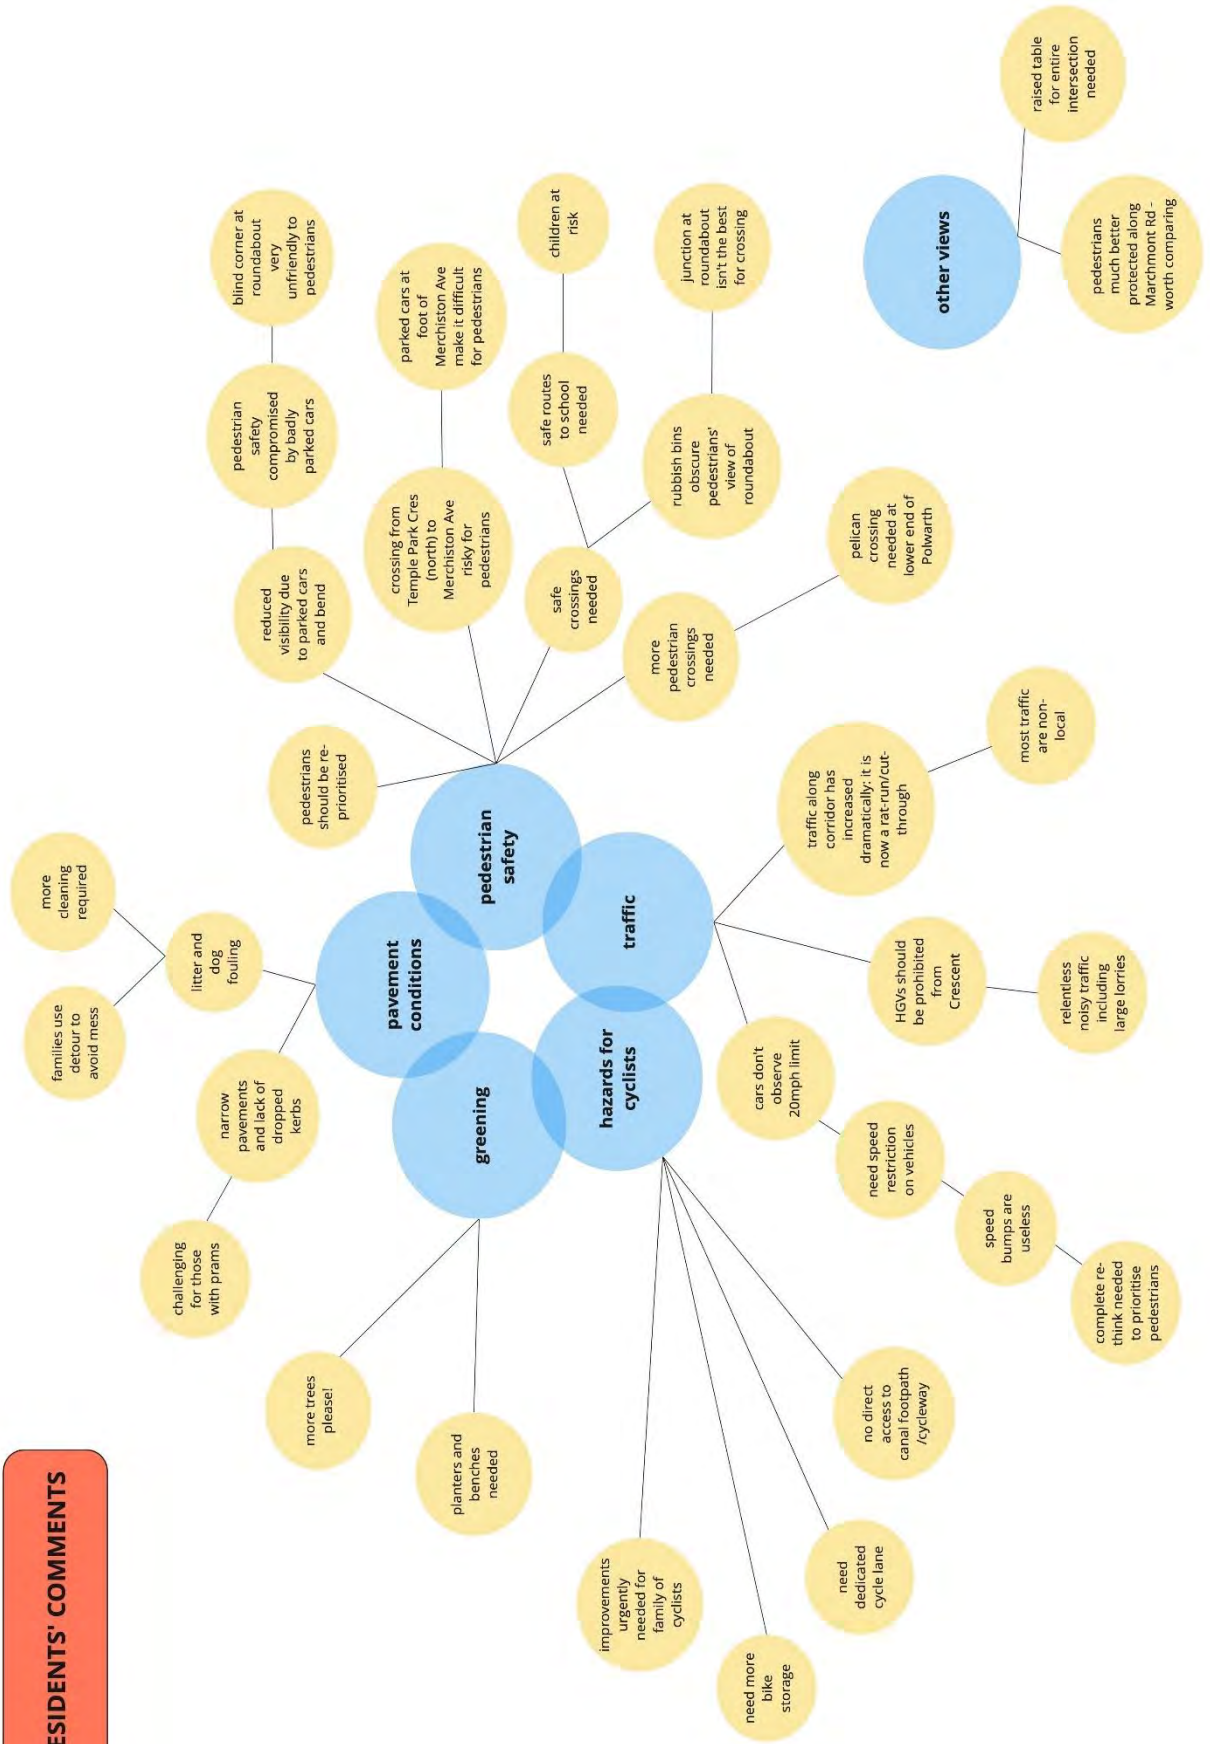 ESIDENTS' COMMENTS
more
cleaning
required
families use
detour to
avoid mess
litter and
dog
fouling
narrow
pavements
and lack of
dropped
kerbs
challenging
for those
with prams
pavement
conditions
greening
more trees
please!
planters and
benches
needed
hazards for
cyclists
improvements
urgently
needed for
family of
cyclists
need more
bike
storage
need
dedicated
cycle lane
no direct
access to
canal footpath
/cycleway
traffic
cars don't
observe
20mph limit
need speed
restriction
on vehicles
speed
bumps are
useless
complete re-
think needed
to prioritise
pedestrians
HGVs should
be prohibited
from
Crescent
relentless
noisy traffic
including
large lorries
traffic along
corridor has
increased
dramatically: it is
now a rat-run/cut-
through
most traffic
are non-
local
pedestrian
safety
pedestrians
should be re-
prioritised
reduced
visibility due
to parked cars
and bend
pedestrian
safety
compromised
by badly
parked cars
blind corner at
roundabout
very
unfriendly to
pedestrians
crossing from
Temple Park Cres
(north) to
Merchiston Ave
risky for
pedestrians
parked cars at
foot of
Merchiston Ave
make it difficult
for pedestrians
safe
crossings
needed
safe routes
to school
needed
children at
risk
rubbish bins
obscure
pedestrians'
view of
roundabout
junction at
roundabout
isn't the best
for crossing
more
pedestrian
crossings
needed
pelican
crossing
needed at
lower end of
Polwarth
other views
raised table
for entire
intersection
needed
pedestrians
much better
protected along
Marchmont Rd -
worth comparing